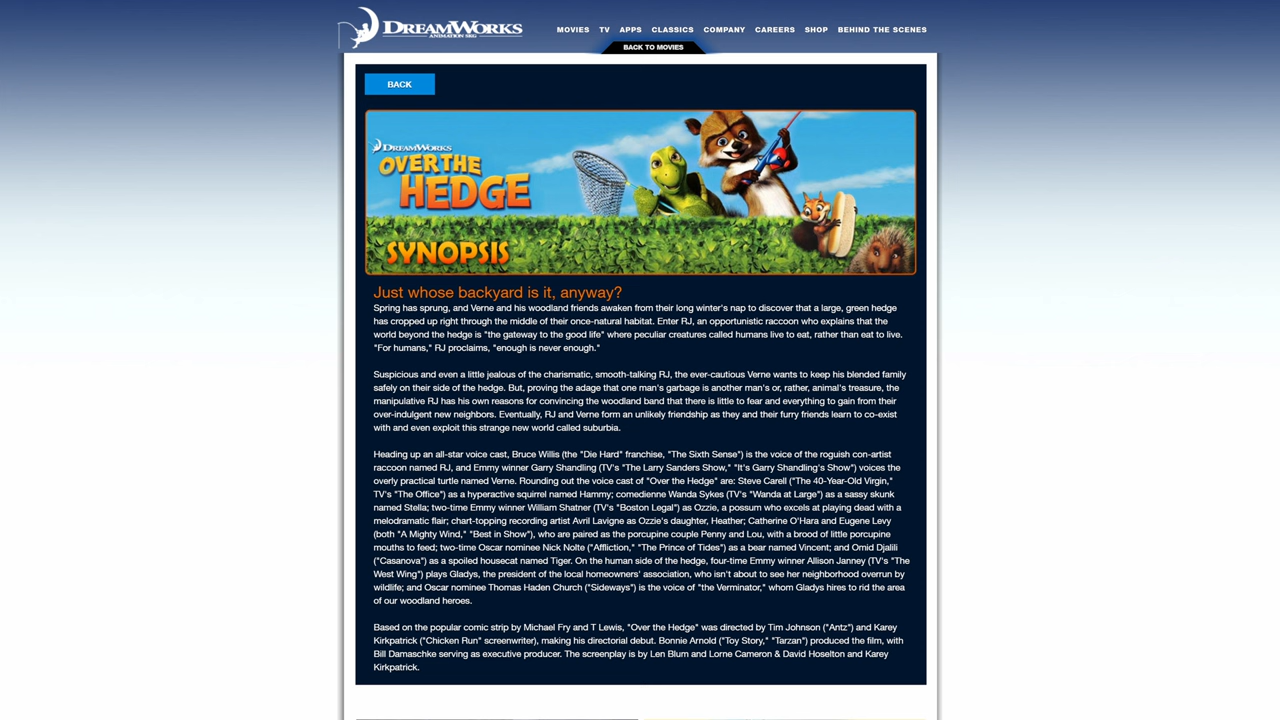 DREAMWORKS
ANIMATION SKG
MOVIES TV APPS CLASSICS COMPANY CAREERS SHOP BEHIND THE SCENES
BACK TO MOVIES
BACK
DREAMWORKS
OVER THE
HEDGE
SYNOPSIS
Just whose backyard is it, anyway?
Spring has sprung, and Verne and his woodland friends awaken from their long winter's nap to discover that a large, green hedge
has cropped up right through the middle of their once-natural habitat. Enter RJ, an opportunistic raccoon who explains that the
world beyond the hedge is "the gateway to the good life" where peculiar creatures called humans live to eat, rather than eat to live.
"For humans," RJ proclaims, "enough is never enough."
Suspicious and even a little jealous of the charismatic, smooth-talking RJ, the ever-cautious Verne wants to keep his blended family
safely on their side of the hedge. But, proving the adage that one man's garbage is another man's or, rather, animal's treasure, the
manipulative RJ has his own reasons for convincing the woodland band that there is little to fear and everything to gain from their
over-indulgent new neighbors. Eventually, RJ and Verne form an unlikely friendship as they and their furry friends learn to co-exist
with and even exploit this strange new world called suburbia.
Heading up an all-star voice cast, Bruce Willis (the "Die Hard" franchise, "The Sixth Sense") is the voice of the roguish con-artist
raccoon named RJ, and Emmy winner Garry Shandling (TV's "The Larry Sanders Show," "It's Garry Shandling's Show") voices the
overly practical turtle named Verne. Rounding out the voice cast of "Over the Hedge" are: Steve Carell ("The 40-Year-Old Virgin,"
TV's "The Office") as a hyperactive squirrel named Hammy; comedienne Wanda Sykes (TV's "Wanda at Large") as a sassy skunk
named Stella; two-time Emmy winner William Shatner (TV's "Boston Legal") as Ozzie, a possum who excels at playing dead with a
melodramatic flair; chart-topping recording artist Avril Lavigne as Ozzie's daughter, Heather; Catherine O'Hara and Eugene Levy
(both "A Mighty Wind," "Best in Show"), who are paired as the porcupine couple Penny and Lou, with a brood of little porcupine
mouths to feed; two-time Oscar nominee Nick Nolte ("Affliction," "The Prince of Tides") as a bear named Vincent; and Omid Djalili
("Casanova") as a spoiled housecat named Tiger. On the human side of the hedge, four-time Emmy winner Allison Janney (TV's "The
West Wing") plays Gladys, the president of the local homeowners' association, who isn't about to see her neighborhood overrun by
wildlife; and Oscar nominee Thomas Haden Church ("Sideways") is the voice of "the Verminator," whom Gladys hires to rid the area
of our woodland heroes.
Based on the popular comic strip by Michael Fry and T Lewis, "Over the Hedge" was directed by Tim Johnson ("Antz") and Karey
Kirkpatrick ("Chicken Run" screenwriter), making his directorial debut. Bonnie Arnold ("Toy Story," "Tarzan") produced the film, with
Bill Damaschke serving as executive producer. The screenplay is by Len Blum and Lorne Cameron & David Hoselton and Karey
Kirkpatrick.